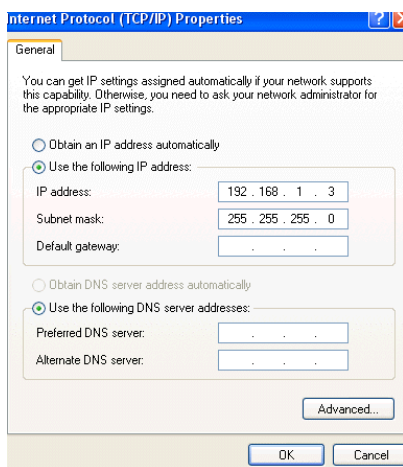 Internet Protocol (TCP/IP) Properties
General
You can get IP settings assigned automatically if your network supports
this capability. Otherwise, you need to ask your network administrator for
the appropriate IP settings.
Obtain an IP address automatically
Use the following IP address:
IP address: 192 . 168 . 1 . 3
Subnet mask: 255 . 255 . 255 . 0
Default gateway: . . .
Obtain DNS server address automatically
Use the following DNS server addresses:
Preferred DNS server: . . .
Alternate DNS server: . . .
Advanced...
OK Cancel